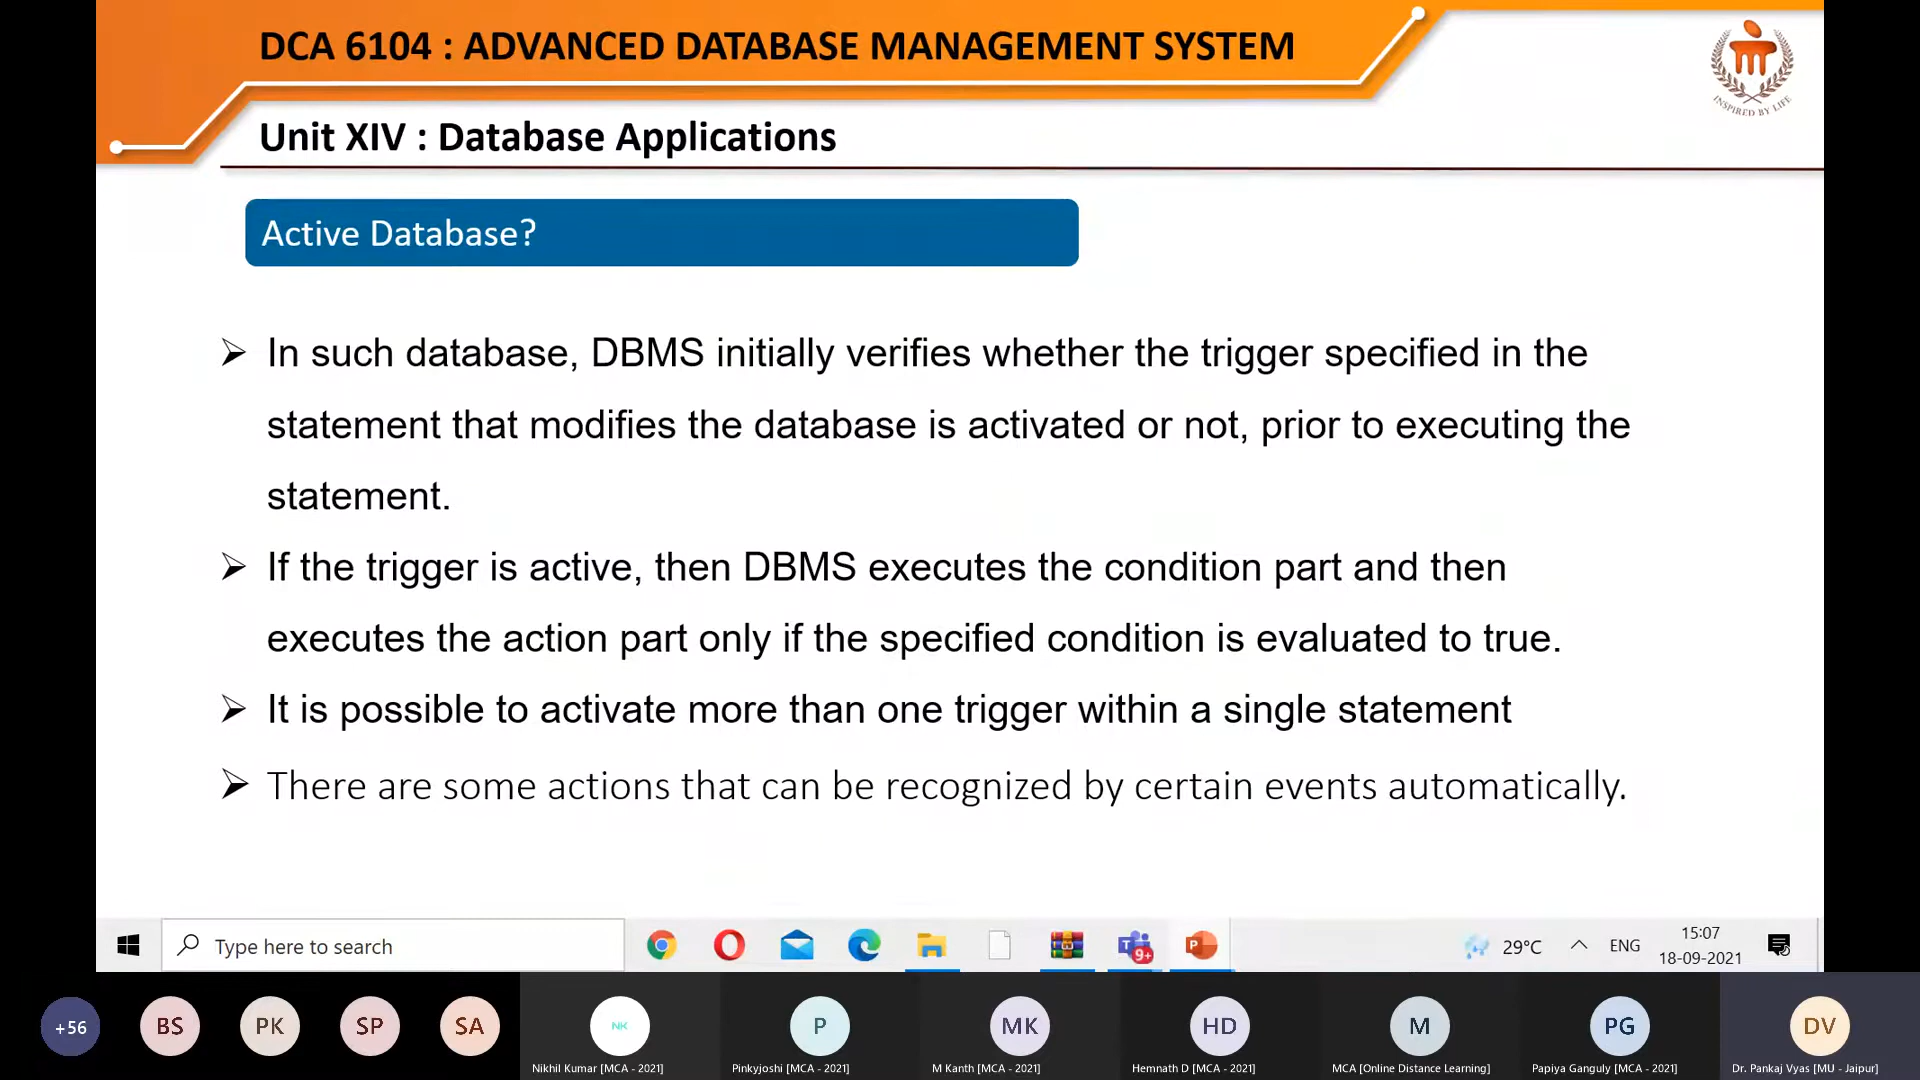 DCA 6104 : ADVANCED DATABASE MANAGEMENT SYSTEM
INSPIRED BY LIFE
Unit XIV : Database Applications
Active Database?
In such database, DBMS initially verifies whether the trigger specified in the
statement that modifies the database is activated or not, prior to executing the
statement.
If the trigger is active, then DBMS executes the condition part and then
executes the action part only if the specified condition is evaluated to true.
It is possible to activate more than one trigger within a single statement
There are some actions that can be recognized by certain events automatically.
Type here to search
9+
29°C
ENG
15:07
18-09-2021
+56
BS
PK
SP
SA
NK
P
MK
HD
M
PG
DV
Nikhil Kumar [MCA - 2021]
Pinkyjoshi [MCA - 2021]
M Kanth [MCA - 2021]
Hemnath D [MCA - 2021]
MCA [Online Distance Learning]
Papiya Ganguly [MCA - 2021]
Dr. Pankaj Vyas [MU - Jaipur]